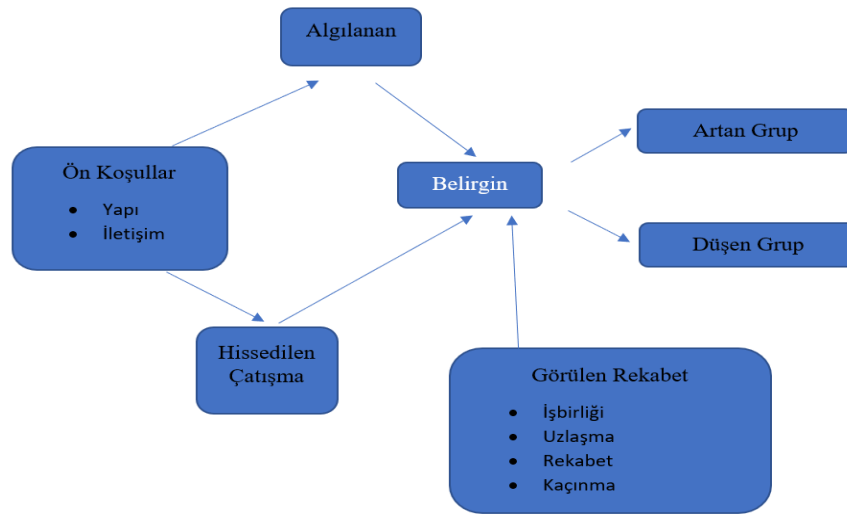 Algılanan
Artan Grup
Ön Koşullar
• Yapı
• İletişim
Belirgin
Düşen Grup
Hissedilen
Çatışma
Görülen Rekabet
• İşbirliği
• Uzlaşma
• Rekabet
• Kaçınma